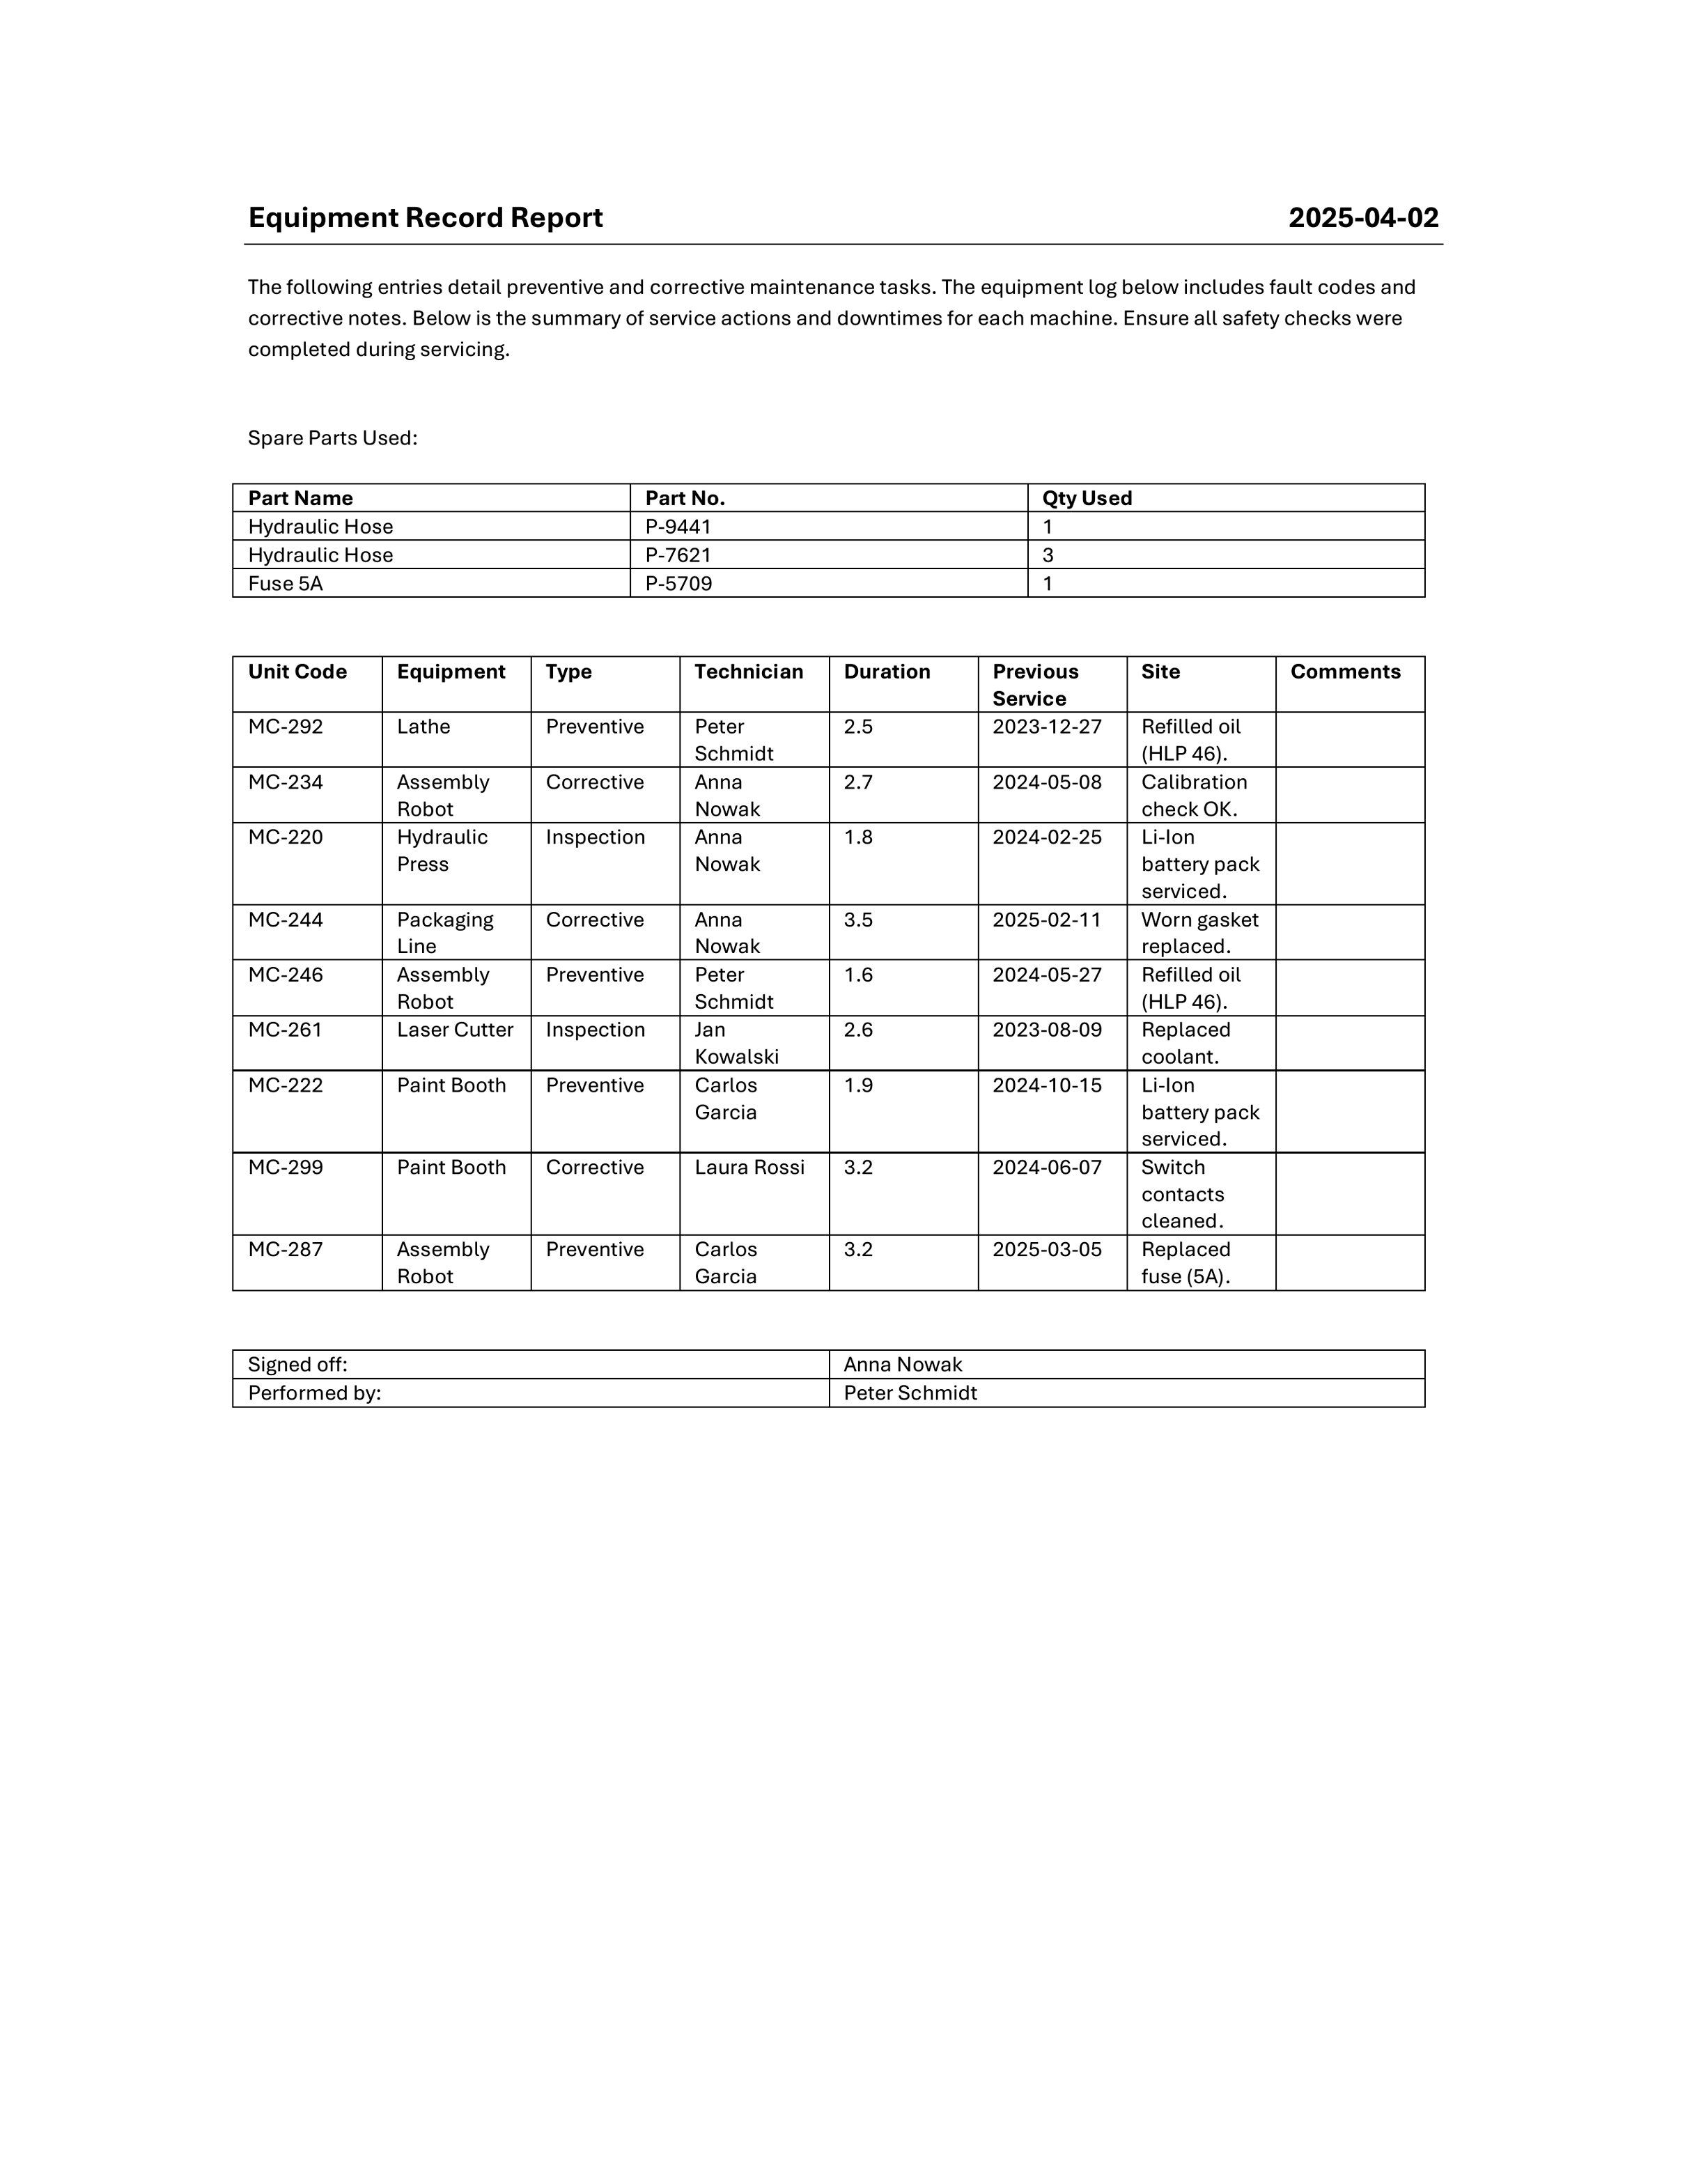 Equipment Record Report 2025-04-02
The following entries detail preventive and corrective maintenance tasks. The equipment log below includes fault codes and
corrective notes. Below is the summary of service actions and downtimes for each machine. Ensure all safety checks were
completed during servicing.
Spare Parts Used:
Part Name Part No. Qty Used
Hydraulic Hose P-9441 1
Hydraulic Hose P-7621 3
Fuse 5A P-5709 1
Unit Code Equipment Type Technician Duration Previous Site Comments
Service
MC-292 Lathe Preventive Peter 2.5 2023-12-27 Refilled oil
Schmidt (HLP 46).
MC-234 Assembly Corrective Anna 2.7 2024-05-08 Calibration
Robot Nowak check OK.
MC-220 Hydraulic Inspection Anna 1.8 2024-02-25 Li-Ion
Press Nowak battery pack
serviced.
MC-244 Packaging Corrective Anna 3.5 2025-02-11 Worn gasket
Line Nowak replaced.
MC-246 Assembly Preventive Peter 1.6 2024-05-27 Refilled oil
Robot Schmidt (HLP 46).
MC-261 Laser Cutter Inspection Jan 2.6 2023-08-09 Replaced
Kowalski coolant.
MC-222 Paint Booth Preventive Carlos 1.9 2024-10-15 Li-Ion
Garcia battery pack
serviced.
MC-299 Paint Booth Corrective Laura Rossi 3.2 2024-06-07 Switch
contacts
cleaned.
MC-287 Assembly Preventive Carlos 3.2 2025-03-05 Replaced
Robot Garcia fuse (5A).
Signed off: Anna Nowak
Performed by: Peter Schmidt